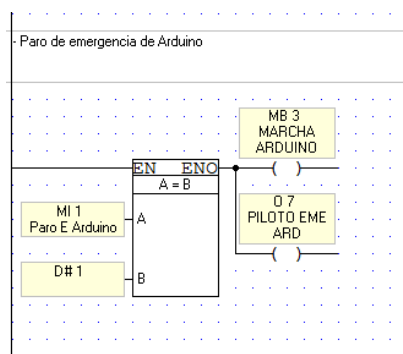 - Paro de emergencia de Arduino
MB 3
MARCHA
ARDUINO
EN ENO
A = B
( )
O 7
PILOTO EME
ARD
( )
MI 1
Paro E Arduino
A
D# 1
B